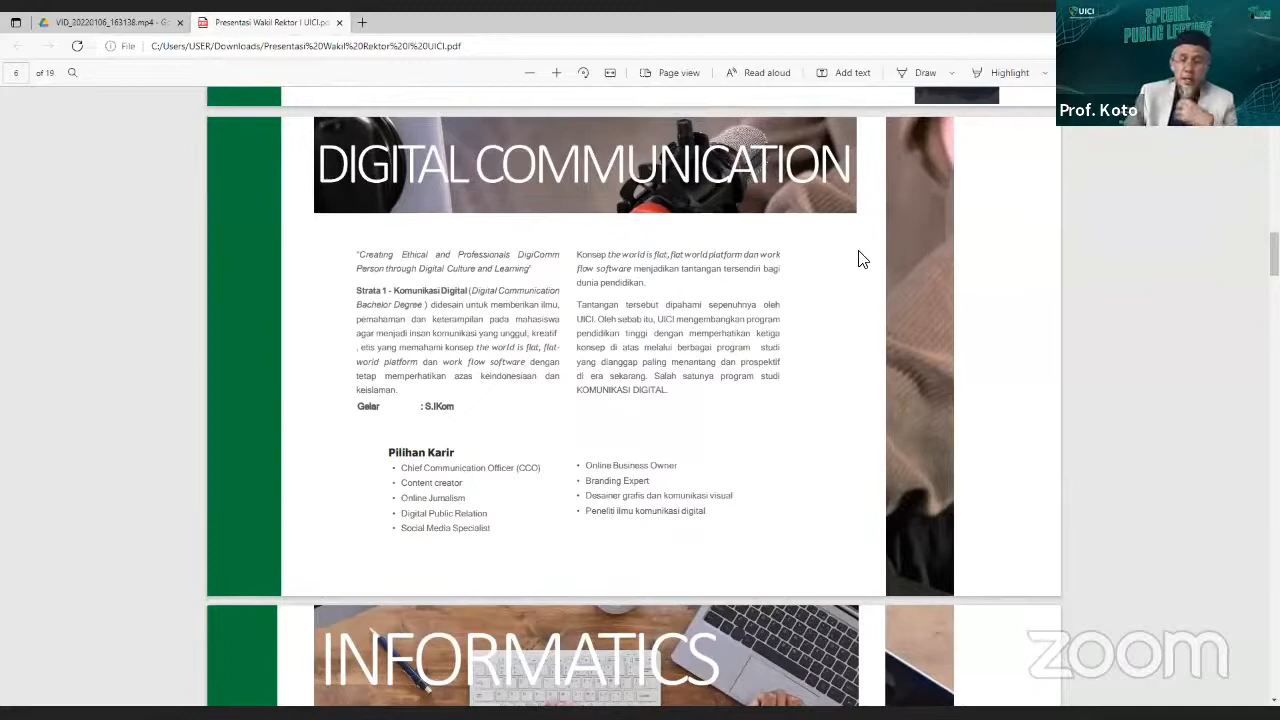 VID_20220106_163138.mp4 - Go
Presentasi Wakil Rektor I UICI.pd
File
C:/Users/USER/Downloads/Presentasi%20Wakil%20Rektor%20I%20UICI.pdf
6 of 19
Page view
Read aloud
Add text
Draw
Highlight
UICI
SPECIAL
PUBLIC LECTURE
Prof. Koto
DIGITAL COMMUNICATION
"Creating Ethical and Professionals DigiComm
Person through Digital Culture and Learning"
Strata 1 - Komunikasi Digital (Digital Communication
Bachelor Degree ) didesain untuk memberikan ilmu,
pemahaman dan keterampilan pada mahasiswa
agar menjadi insan komunikasi yang unggul, kreatif
, etis yang memahami konsep the world is flat, flat-
world platform dan work flow software dengan
tetap memperhatikan azas keindonesiaan dan
keislaman.
Gelar : S.IKom
Konsep the world is flat, flat world platform dan work
flow software menjadikan tantangan tersendiri bagi
dunia pendidikan.
Tantangan tersebut dipahami sepenuhnya oleh
UICI. Oleh sebab itu, UICI mengembangkan program
pendidikan tinggi dengan memperhatikan ketiga
konsep di atas melalui berbagai program studi
yang dianggap paling menantang dan prospektif
di era sekarang. Salah satunya program studi
KOMUNIKASI DIGITAL.
Pilihan Karir
• Chief Communication Officer (CCO)
• Content creator
• Online Jurnalism
• Digital Public Relation
• Social Media Specialist
• Online Business Owner
• Branding Expert
• Desainer grafis dan komunikasi visual
• Peneliti ilmu komunikasi digital
INFORMATICS
zoom